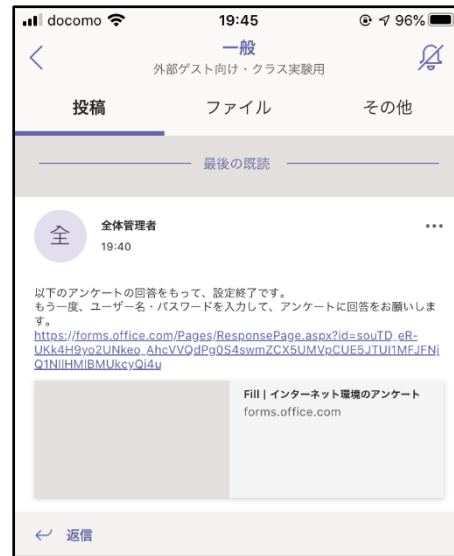 docomo 19:45 96%
一般
外部ゲスト向け・クラス実験用
投稿 ファイル その他
最後の既読
全
全体管理者
19:40
以下のアンケートの回答をもって、設定終了です。
もう一度、ユーザー名・パスワードを入力して、アンケートに回答をお願いしま
す。
https://forms.office.com/Pages/ResponsePage.aspx?id=souTD_eR-
UKk4H9yo2UNkeo_AhcVVQdPg0S4swmZCX5UMVpCUE5JTUI1MFJFNj
Q1NlIHMlBMUkcyQi4u
Fill | インターネット環境のアンケート
forms.office.com
返信